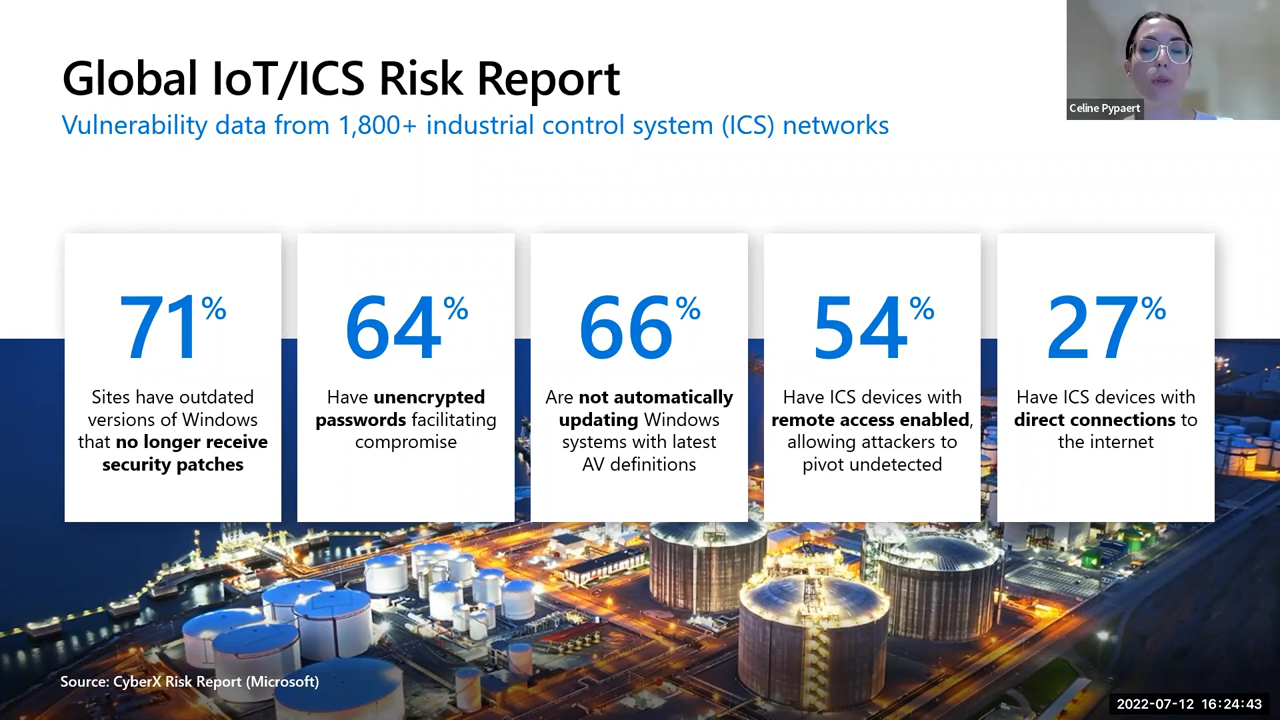 Global IoT/ICS Risk Report
Vulnerability data from 1,800+ industrial control system (ICS) networks
Celine Pypaert
71%
Sites have outdated
versions of Windows
that no longer receive
security patches
64%
Have unencrypted
passwords facilitating
compromise
66%
Are not automatically
updating Windows
systems with latest
AV definitions
54%
Have ICS devices with
remote access enabled,
allowing attackers to
pivot undetected
27%
Have ICS devices with
direct connections to
the internet
Source: CyberX Risk Report (Microsoft)
2022-07-12 16:24:43